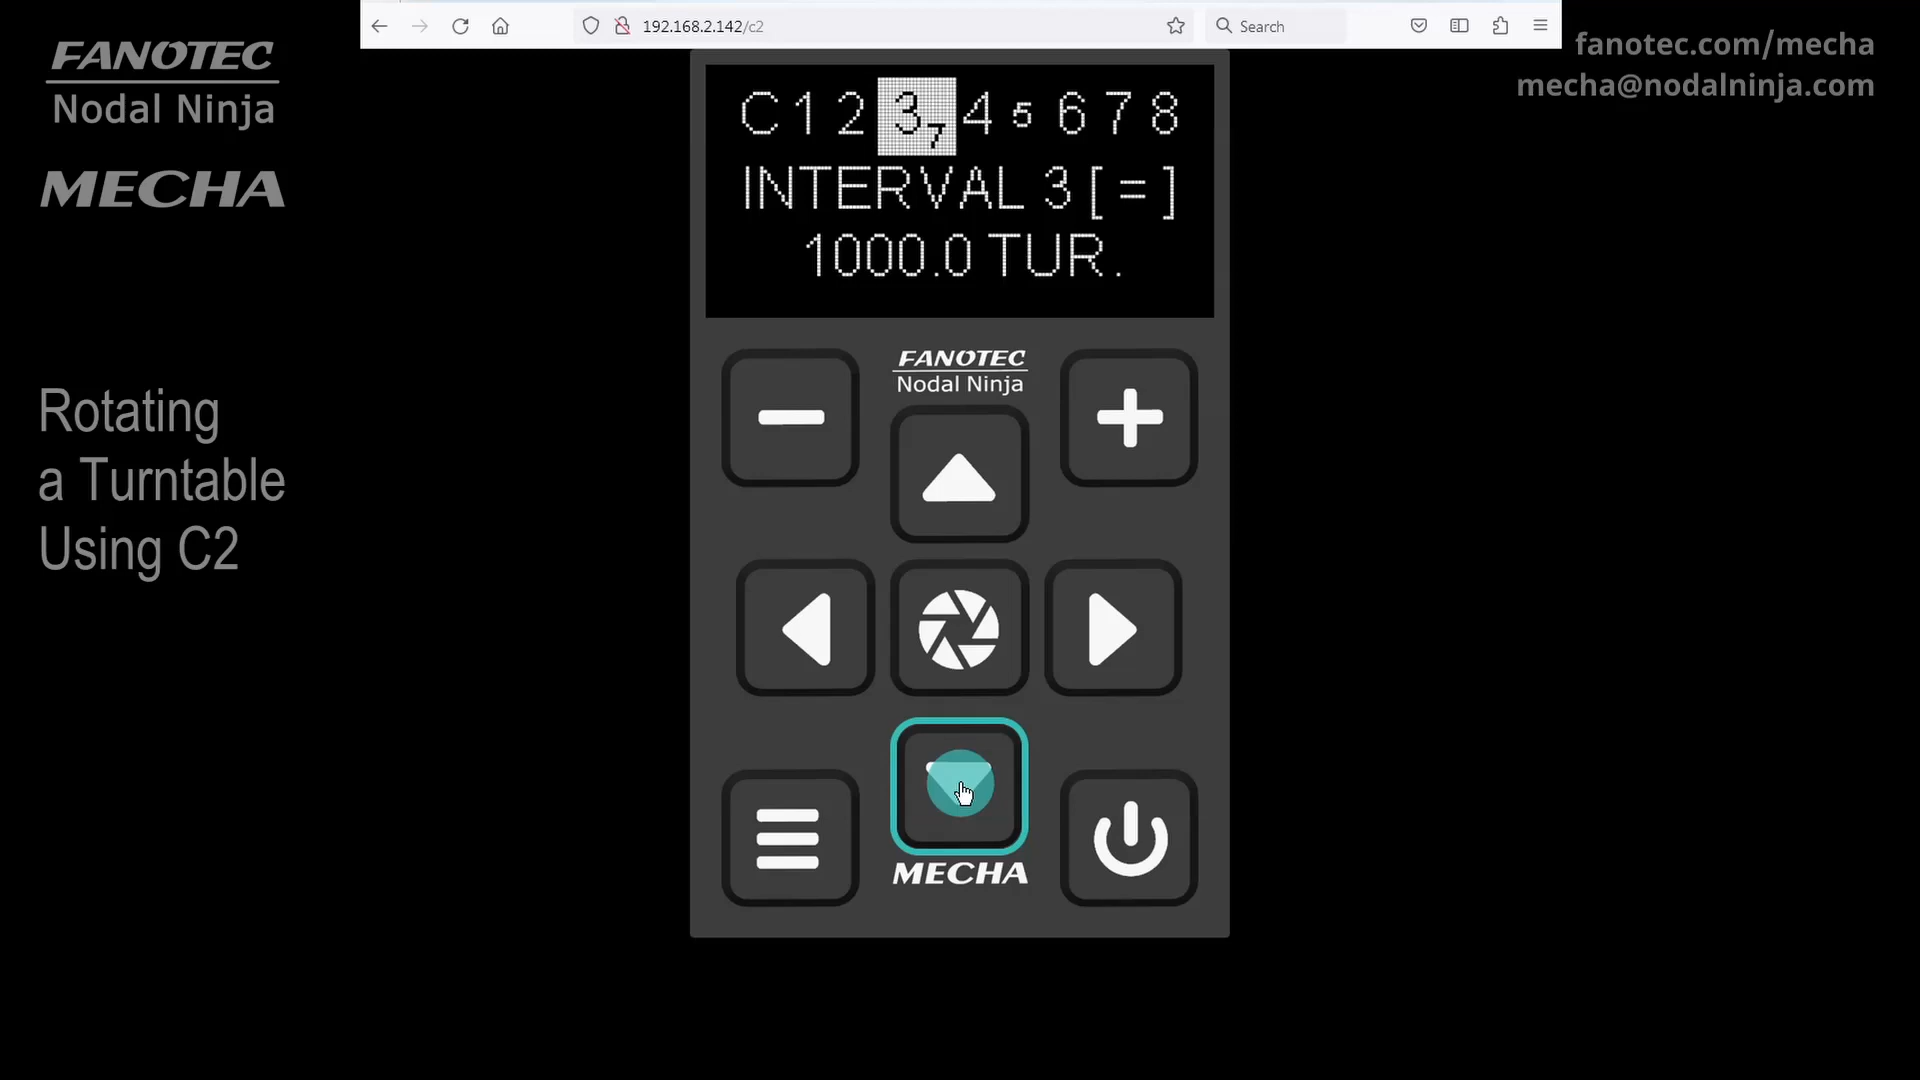 FANOTEC
Nodal Ninja
MECHA
Rotating
a Turntable
Using C2
192.168.2.142/c2
Search
C 1 2 3,7 4 5 6 7 8
INTERVAL 3 [ = ]
1000.0 TUR.
FANOTEC
Nodal Ninja
MECHA
fanotec.com/mecha
mecha@nodalninja.com